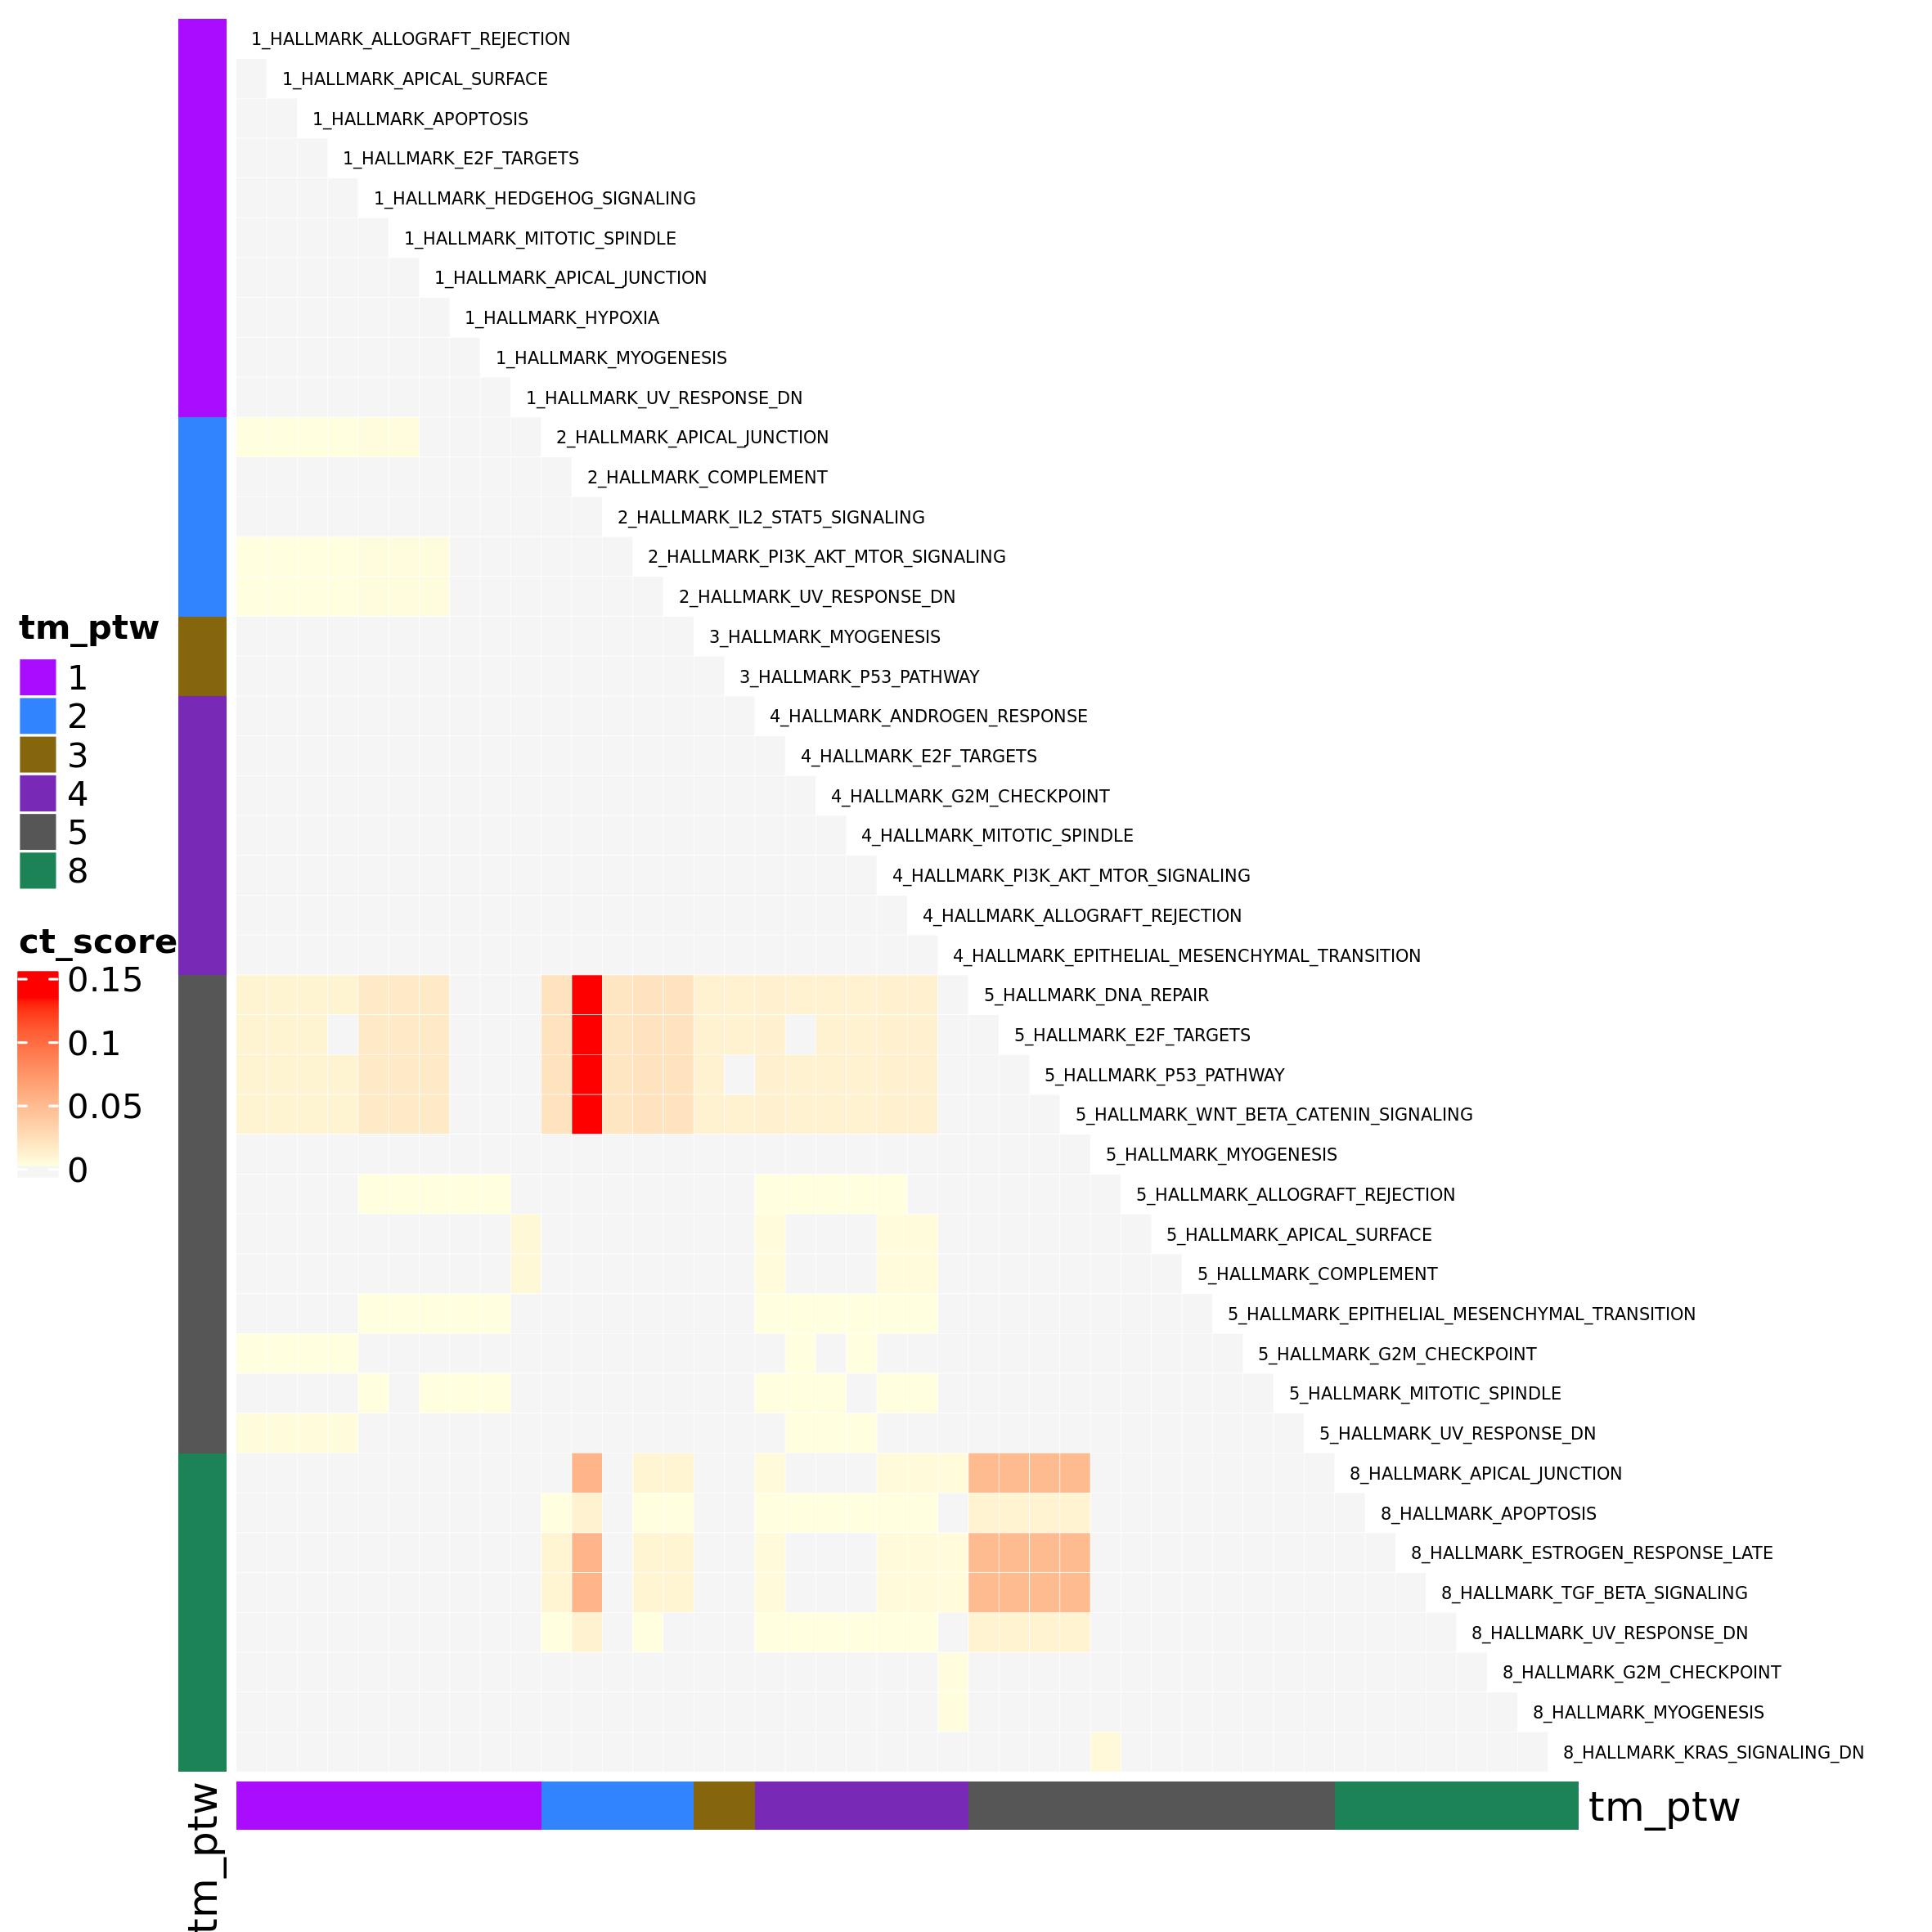 1_HALLMARK_ALLOGRAFT_REJECTION
1_HALLMARK_APICAL_SURFACE
1_HALLMARK_APOPTOSIS
1_HALLMARK_E2F_TARGETS
1_HALLMARK_HEDGEHOG_SIGNALING
1_HALLMARK_MITOTIC_SPINDLE
1_HALLMARK_APICAL_JUNCTION
1_HALLMARK_HYPOXIA
1_HALLMARK_MYOGENESIS
1_HALLMARK_UV_RESPONSE_DN
2_HALLMARK_APICAL_JUNCTION
2_HALLMARK_COMPLEMENT
2_HALLMARK_IL2_STAT5_SIGNALING
2_HALLMARK_PI3K_AKT_MTOR_SIGNALING
2_HALLMARK_UV_RESPONSE_DN
3_HALLMARK_MYOGENESIS
3_HALLMARK_P53_PATHWAY
4_HALLMARK_ANDROGEN_RESPONSE
4_HALLMARK_E2F_TARGETS
4_HALLMARK_G2M_CHECKPOINT
4_HALLMARK_MITOTIC_SPINDLE
4_HALLMARK_PI3K_AKT_MTOR_SIGNALING
4_HALLMARK_ALLOGRAFT_REJECTION
4_HALLMARK_EPITHELIAL_MESENCHYMAL_TRANSITION
5_HALLMARK_DNA_REPAIR
5_HALLMARK_E2F_TARGETS
5_HALLMARK_P53_PATHWAY
5_HALLMARK_WNT_BETA_CATENIN_SIGNALING
5_HALLMARK_MYOGENESIS
5_HALLMARK_ALLOGRAFT_REJECTION
5_HALLMARK_APICAL_SURFACE
5_HALLMARK_COMPLEMENT
5_HALLMARK_EPITHELIAL_MESENCHYMAL_TRANSITION
5_HALLMARK_G2M_CHECKPOINT
5_HALLMARK_MITOTIC_SPINDLE
5_HALLMARK_UV_RESPONSE_DN
8_HALLMARK_APICAL_JUNCTION
8_HALLMARK_APOPTOSIS
8_HALLMARK_ESTROGEN_RESPONSE_LATE
8_HALLMARK_TGF_BETA_SIGNALING
8_HALLMARK_UV_RESPONSE_DN
8_HALLMARK_G2M_CHECKPOINT
8_HALLMARK_MYOGENESIS
8_HALLMARK_KRAS_SIGNALING_DN
tm_ptw
1
2
3
4
5
8
ct_score
0.15
0.1
0.05
0
tm_ptw
tm_ptw